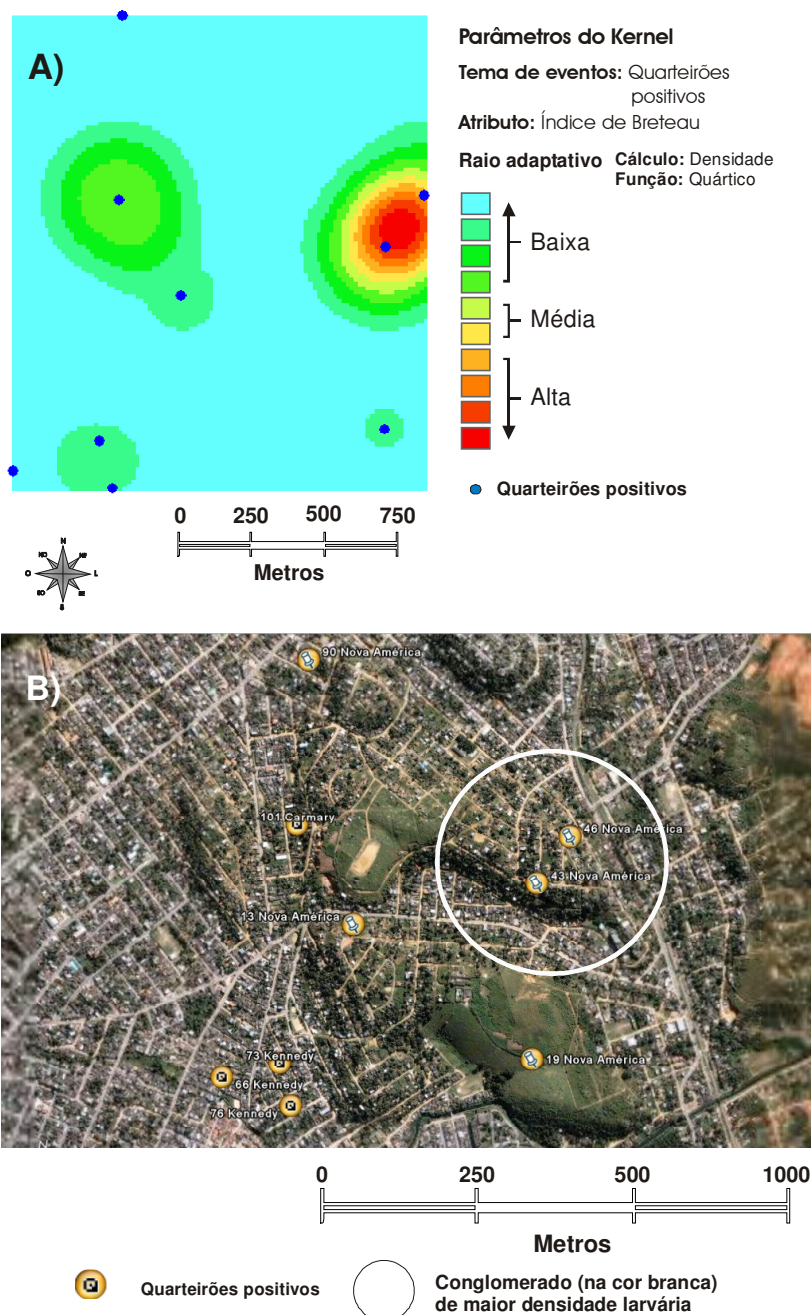 A)
Parâmetros do Kernel
Tema de eventos: Quarteirões
positivos
Atributo: Índice de Breteau
Raio adaptativo
Cálculo: Densidade
Função: Quártico
Baixa
Média
Alta
Quarteirões positivos
0 250 500 750
Metros
N
NO
O
L
SO
SE
S
B)
90 Nova América
101 Carmary
46 Nova América
43 Nova América
13 Nova América
73 Kennedy
66 Kennedy
76 Kennedy
19 Nova América
0 250 500 1000
Metros
Quarteirões positivos
Conglomerado (na cor branca)
de maior densidade larvária